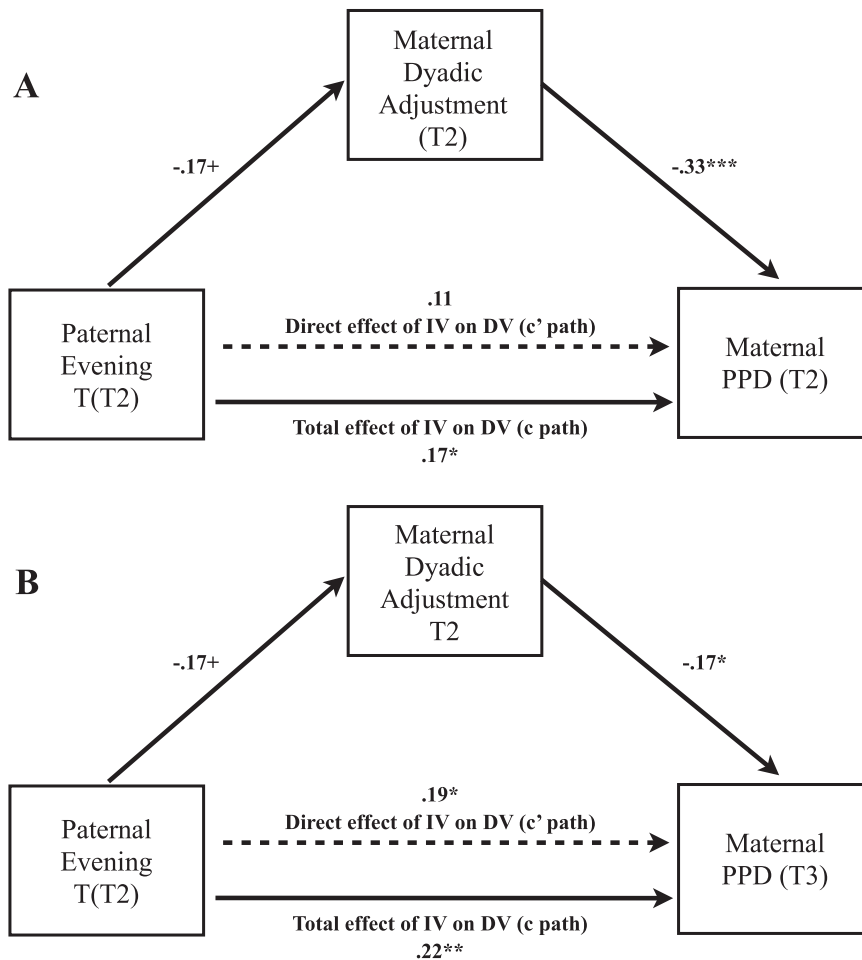 A
Maternal
Dyadic
Adjustment
(T2)
-.17+
-.33***
Paternal
Evening
T(T2)
.11
Direct effect of IV on DV (c’ path)
Total effect of IV on DV (c path)
.17*
Maternal
PPD (T2)
B
Maternal
Dyadic
Adjustment
T2
-.17+
-.17*
Paternal
Evening
T(T2)
.19*
Direct effect of IV on DV (c’ path)
Total effect of IV on DV (c path)
.22**
Maternal
PPD (T3)